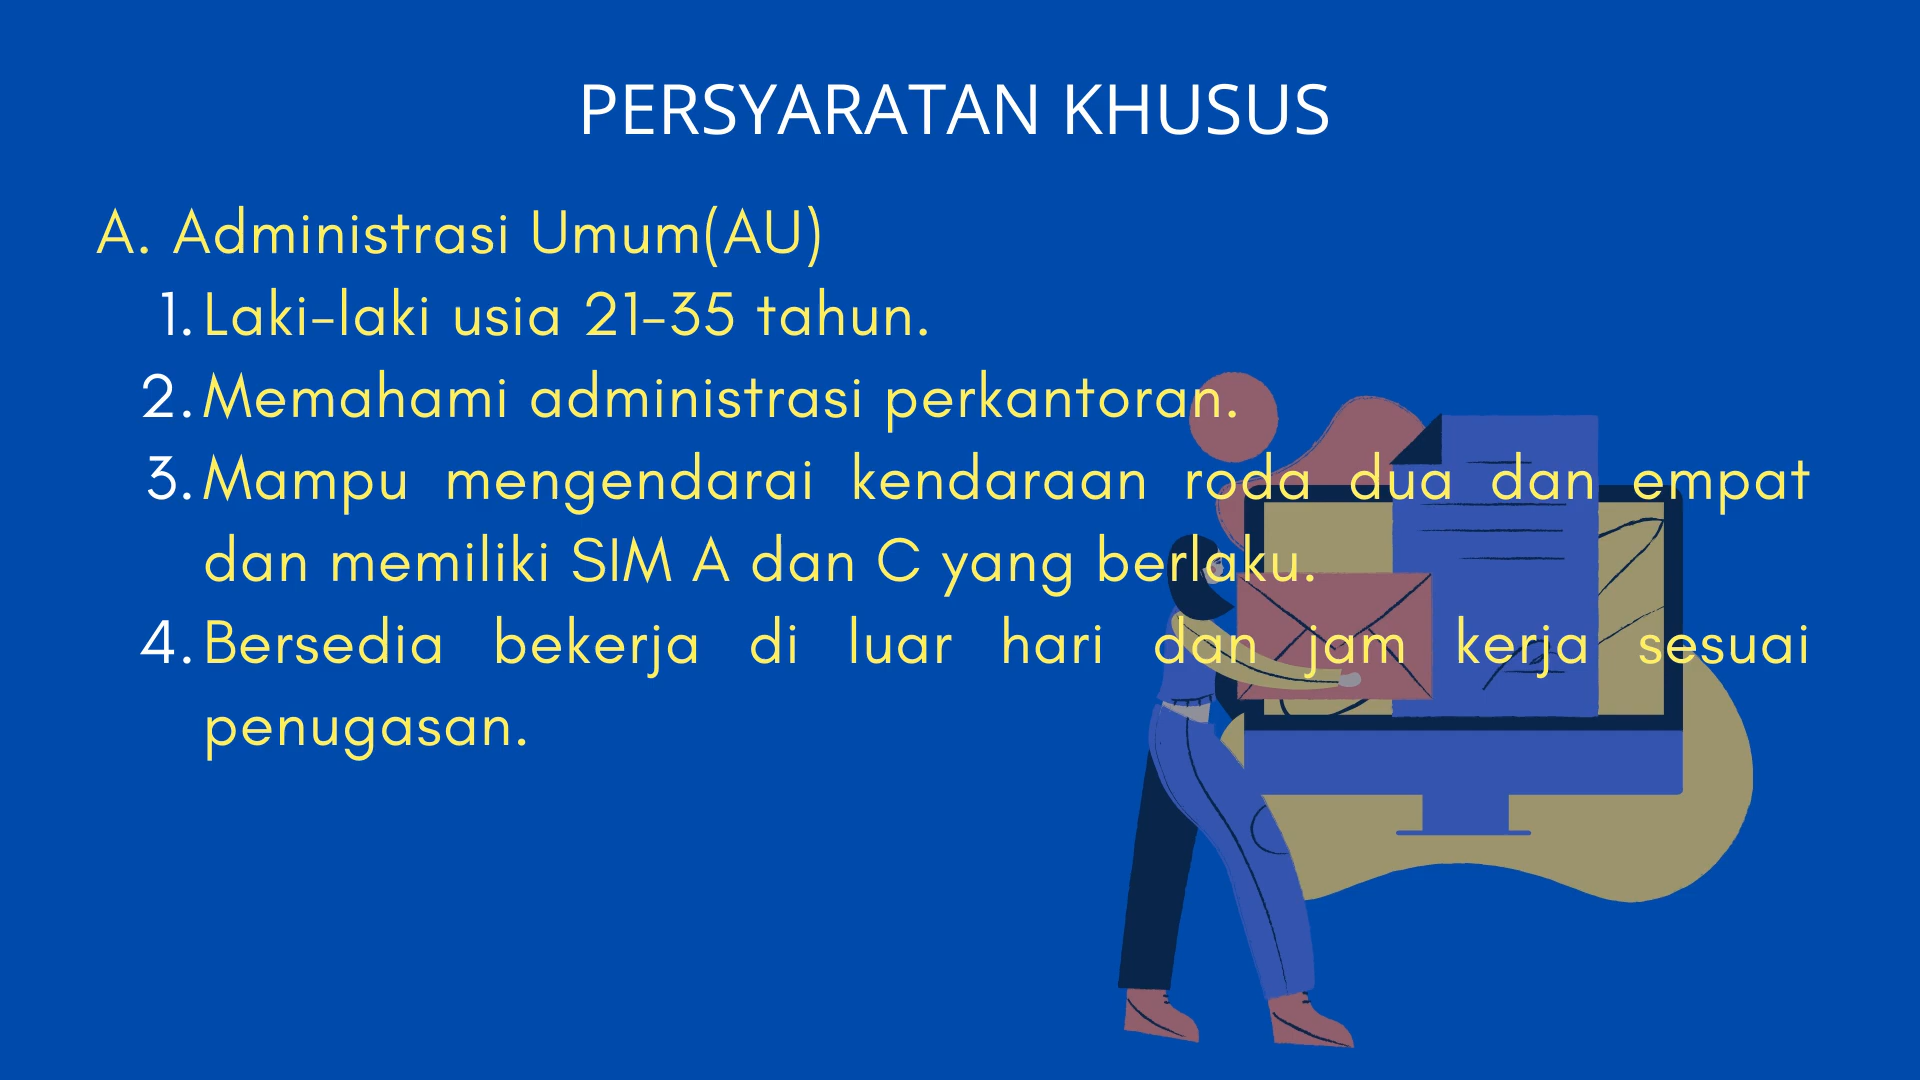 PERSYARATAN KHUSUS
A. Administrasi Umum(AU)
1. Laki-laki usia 21-35 tahun.
2. Memahami administrasi perkantoran.
3. Mampu mengendarai kendaraan roda dua dan empat
dan memiliki SIM A dan C yang berlaku.
4. Bersedia bekerja di luar hari dan jam kerja sesuai
penugasan.